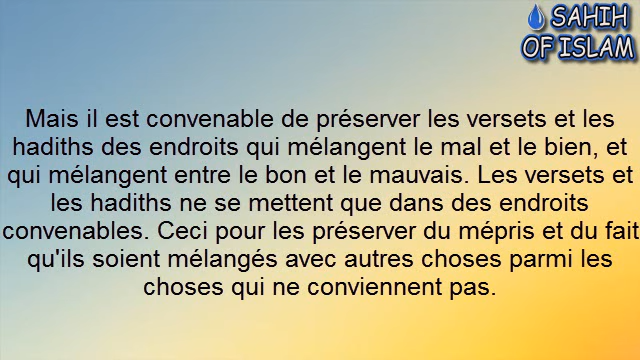 SAHIH
OF ISLAM
Mais il est convenable de préserver les versets et les
hadiths des endroits qui mélangent le mal et le bien, et
qui mélangent entre le bon et le mauvais. Les versets et
les hadiths ne se mettent que dans des endroits
convenables. Ceci pour les préserver du mépris et du fait
qu'ils soient mélangés avec autres choses parmi les
choses qui ne conviennent pas.